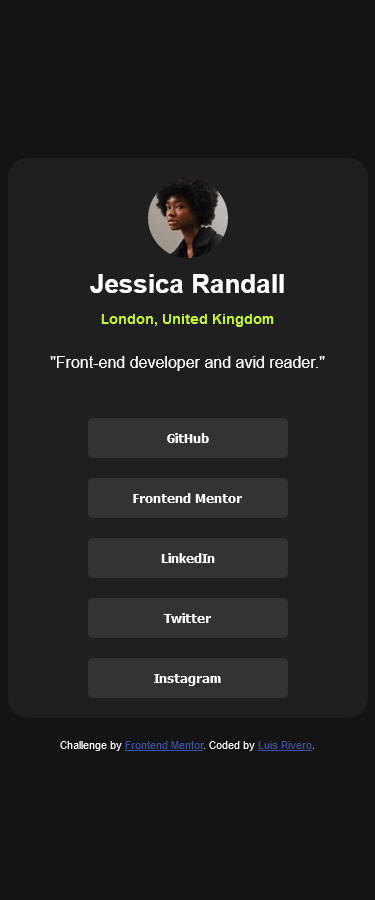 Jessica Randall
London, United Kingdom
"Front-end developer and avid reader."
GitHub
Frontend Mentor
LinkedIn
Twitter
Instagram
Challenge by Frontend Mentor. Coded by Luis Rivero.